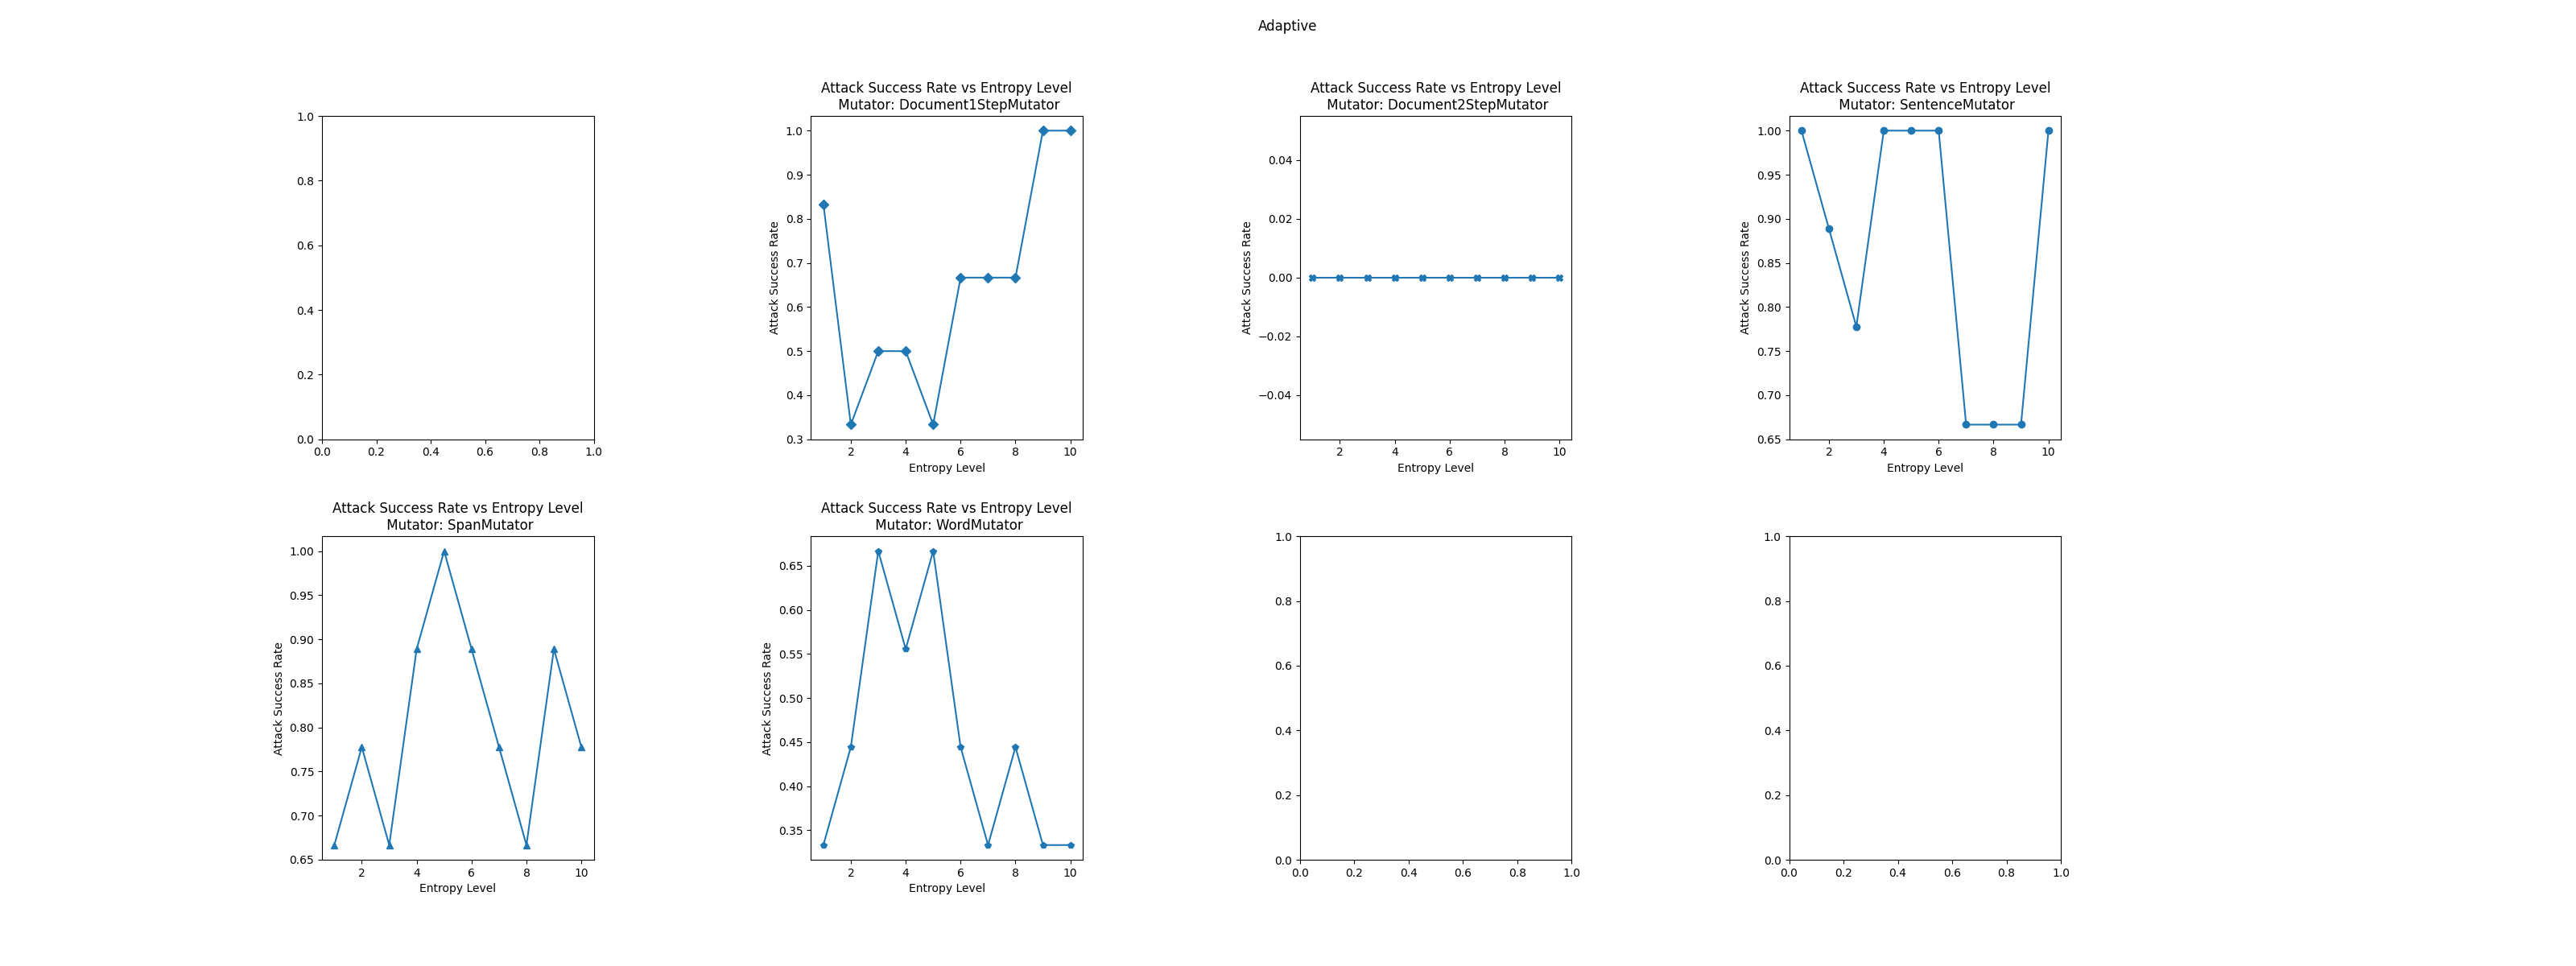 Adaptive
1.0
0.8
0.6
0.4
0.2
0.0
0.0 0.2 0.4 0.6 0.8 1.0
Attack Success Rate vs Entropy Level
Mutator: Document1StepMutator
Attack Success Rate
1.0
0.9
0.8
0.7
0.6
0.5
0.4
0.3
2 4 6 8 10
Entropy Level
Attack Success Rate vs Entropy Level
Mutator: Document2StepMutator
Attack Success Rate
0.04
0.02
0.00
−0.02
−0.04
2 4 6 8 10
Entropy Level
Attack Success Rate vs Entropy Level
Mutator: SentenceMutator
Attack Success Rate
1.00
0.95
0.90
0.85
0.80
0.75
0.70
0.65
2 4 6 8 10
Entropy Level
Attack Success Rate vs Entropy Level
Mutator: SpanMutator
Attack Success Rate
1.00
0.95
0.90
0.85
0.80
0.75
0.70
0.65
2 4 6 8 10
Entropy Level
Attack Success Rate vs Entropy Level
Mutator: WordMutator
Attack Success Rate
0.65
0.60
0.55
0.50
0.45
0.40
0.35
2 4 6 8 10
Entropy Level
1.0
0.8
0.6
0.4
0.2
0.0
0.0 0.2 0.4 0.6 0.8 1.0
1.0
0.8
0.6
0.4
0.2
0.0
0.0 0.2 0.4 0.6 0.8 1.0